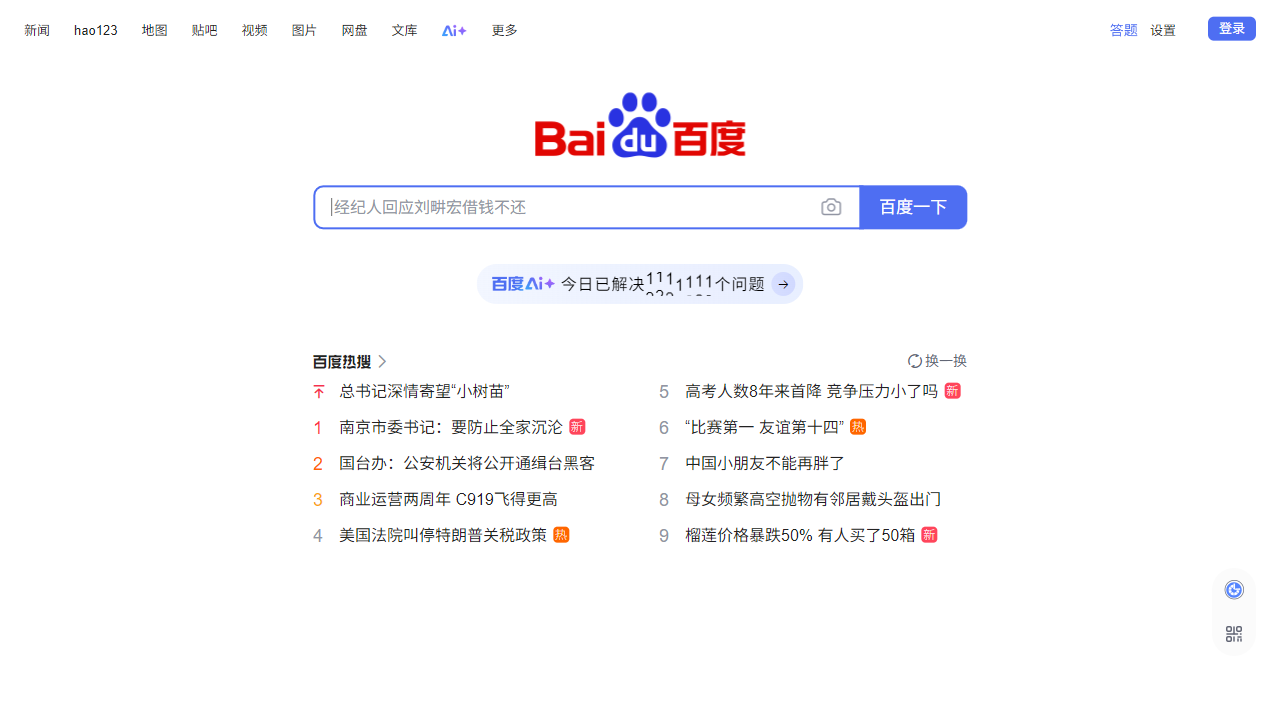 新闻 hao123 地图 贴吧 视频 图片 网盘 文库 Ai+ 更多 答题 设置 登录
Bai du 百度
经纪人回应刘畊宏借钱不还 百度一下
百度Ai+ 今日已解决 个问题
百度热搜 换一换
总书记深情寄望“小树苗”
1 南京市委书记：要防止全家沉沦 新
2 国台办：公安机关将公开通缉台黑客
3 商业运营两周年 C919飞得更高
4 美国法院叫停特朗普关税政策 热
5 高考人数8年来首降 竞争压力小了吗 新
6 “比赛第一 友谊第十四” 热
7 中国小朋友不能再胖了
8 母女频繁高空抛物有邻居戴头盔出门
9 榴莲价格暴跌50% 有人买了50箱 新